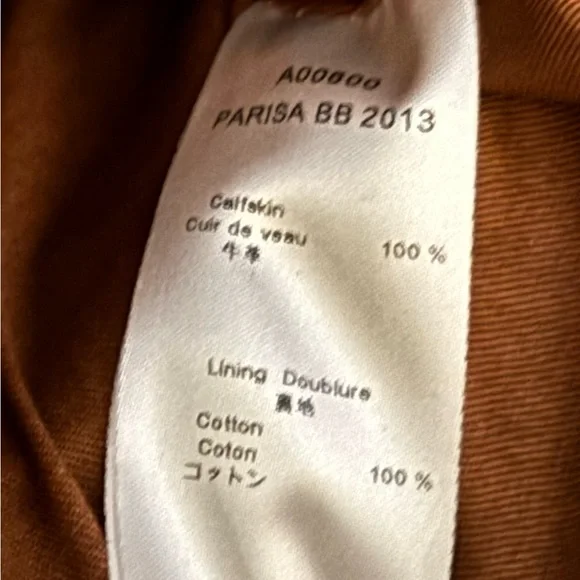 A00606
PARISA BB 2013
Calfskin
Cuir de veau
牛革
100 %
Lining Doublure
裏地
Cotton
Coton
コットン
100 %